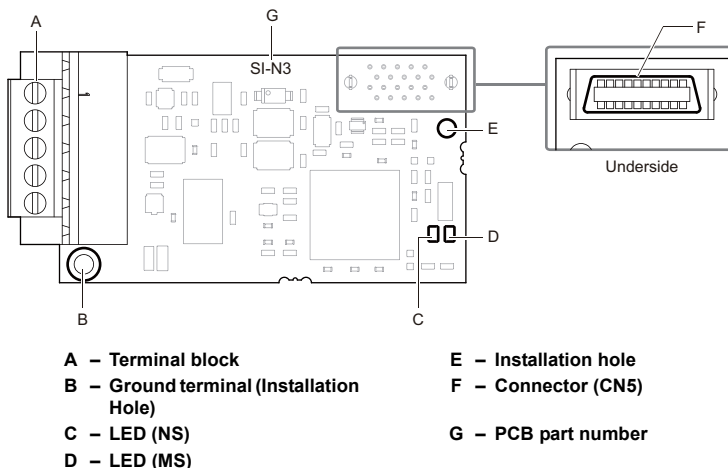 G
A
SI-N3
F
E
Underside
D
B
C
A – Terminal block
B – Ground terminal (Installation
Hole)
C – LED (NS)
D – LED (MS)
E – Installation hole
F – Connector (CN5)
G – PCB part number